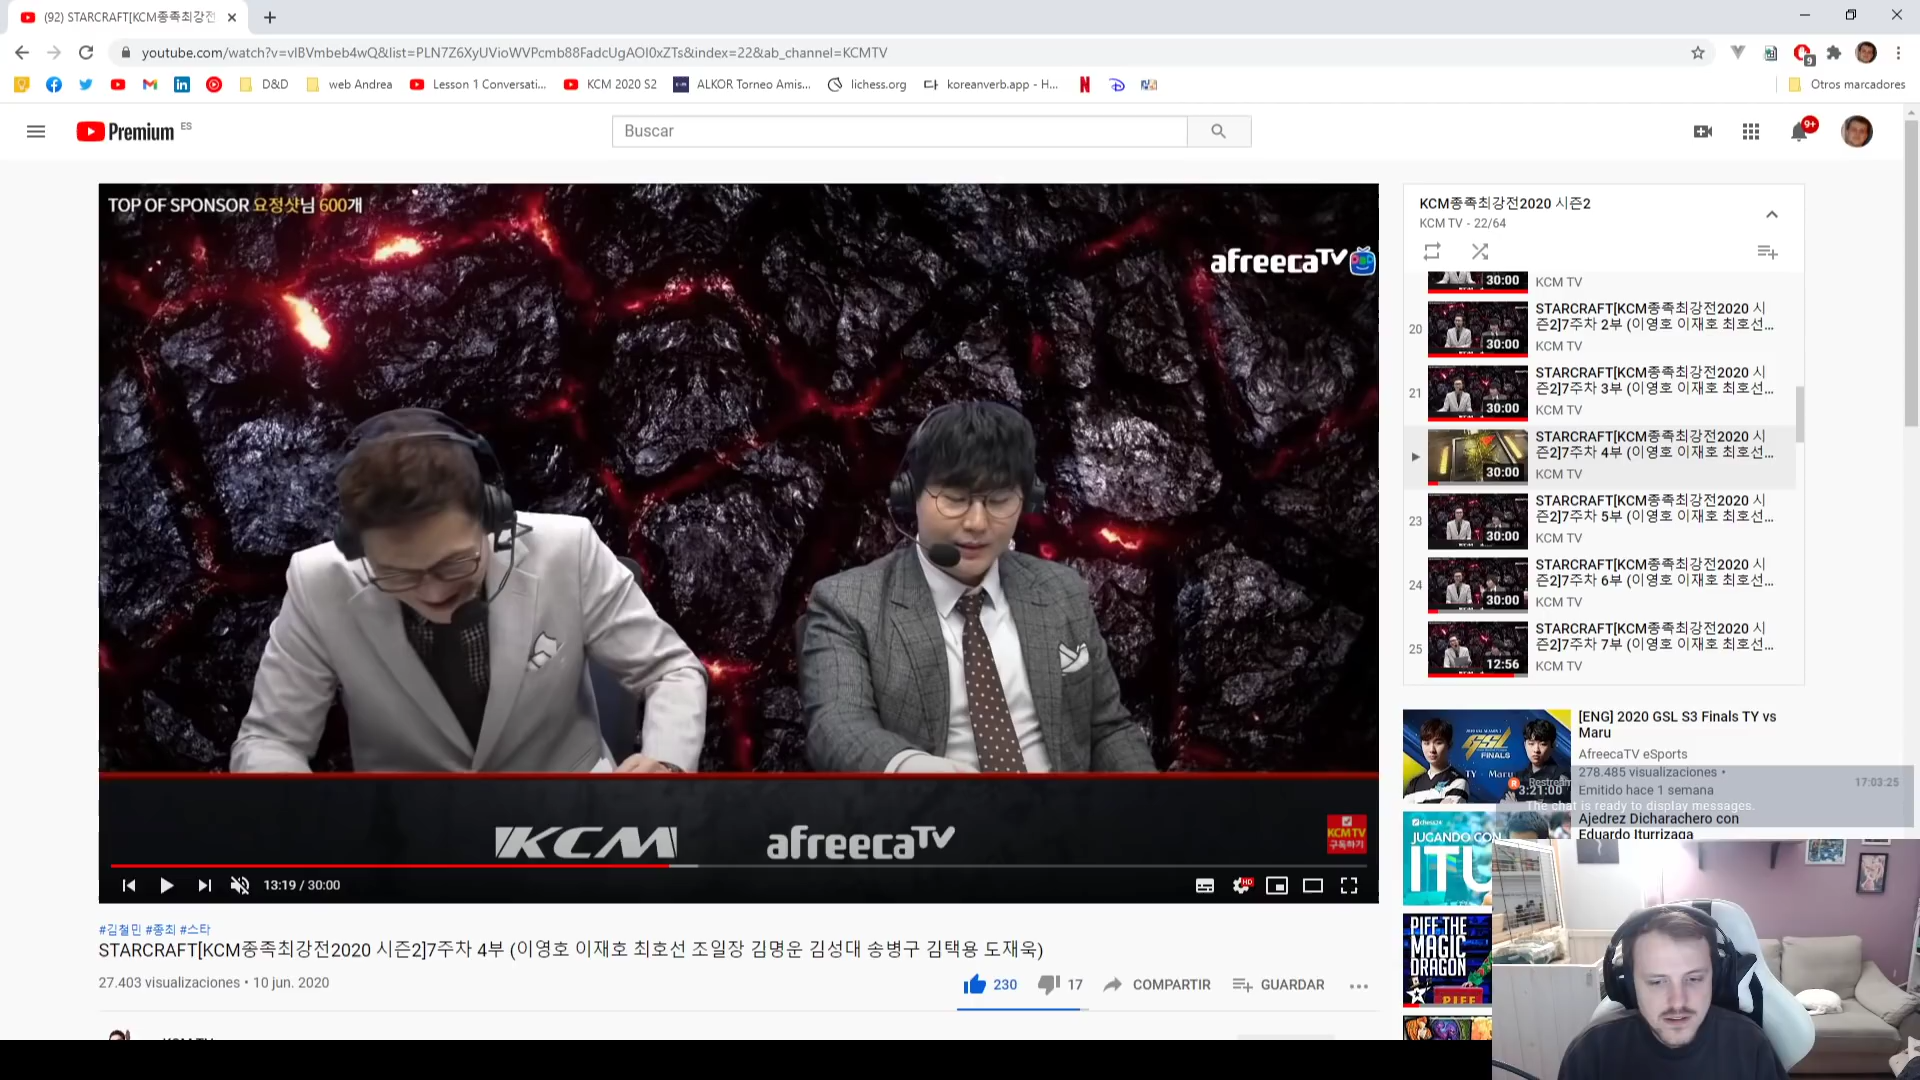 (92) STARCRAFT[KCM종족최강전
youtube.com/watch?v=vIBVmbeb4wQ&list=PLN7Z6XyUVioWVPcmb88FadcUgAOI0xZTs&index=22&ab_channel=KCMTV
D&D web Andrea Lesson 1 Conversati... KCM 2020 S2 ALKOR Torneo Amis... lichess.org koreanverb.app - H... Otros marcadores
Premium ES
Buscar
9+
TOP OF SPONSOR 요정샷님 600개
afreecaTV
KCM afreecaTV
KCM TV
구독하기
13:19 / 30:00
HD
#김철민 #종최 #스타
STARCRAFT[KCM종족최강전2020 시즌2]7주차 4부 (이영호 이재호 최호선 조일장 김명운 김성대 송병구 김택용 도재욱)
27.403 visualizaciones • 10 jun. 2020
230 17 COMPARTIR GUARDAR
KCM종족최강전2020 시즌2
KCM TV - 22/64
30:00
KCM TV
20
30:00
STARCRAFT[KCM종족최강전2020 시
즌2]7주차 2부 (이영호 이재호 최호선...
KCM TV
21
30:00
STARCRAFT[KCM종족최강전2020 시
즌2]7주차 3부 (이영호 이재호 최호선...
KCM TV
30:00
STARCRAFT[KCM종족최강전2020 시
즌2]7주차 4부 (이영호 이재호 최호선...
KCM TV
23
30:00
STARCRAFT[KCM종족최강전2020 시
즌2]7주차 5부 (이영호 이재호 최호선...
KCM TV
24
30:00
STARCRAFT[KCM종족최강전2020 시
즌2]7주차 6부 (이영호 이재호 최호선...
KCM TV
25
12:56
STARCRAFT[KCM종족최강전2020 시
즌2]7주차 7부 (이영호 이재호 최호선...
KCM TV
GSL
FINALS
TY - Maru
3:21:00
[ENG] 2020 GSL S3 Finals TY vs
Maru
AfreecaTV eSports
278.485 visualizaciones •
Emitido hace 1 semana
Restream
17:03:25
The chat is ready to display messages.
Ajedrez Dicharachero con
Eduardo Iturrizaga
chess24
JUGANDO CON
PIFF THE
MAGIC
DRAGON
PIFF